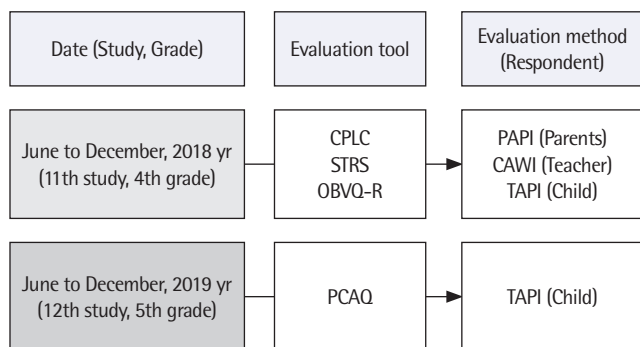 Date (Study, Grade)
Evaluation tool
Evaluation method
(Respondent)
June to December, 2018 yr
(11th study, 4th grade)
CPLC
STRS
OBVQ-R
PAPI (Parents)
CAWI (Teacher)
TAPI (Child)
June to December, 2019 yr
(12th study, 5th grade)
PCAQ
TAPI (Child)